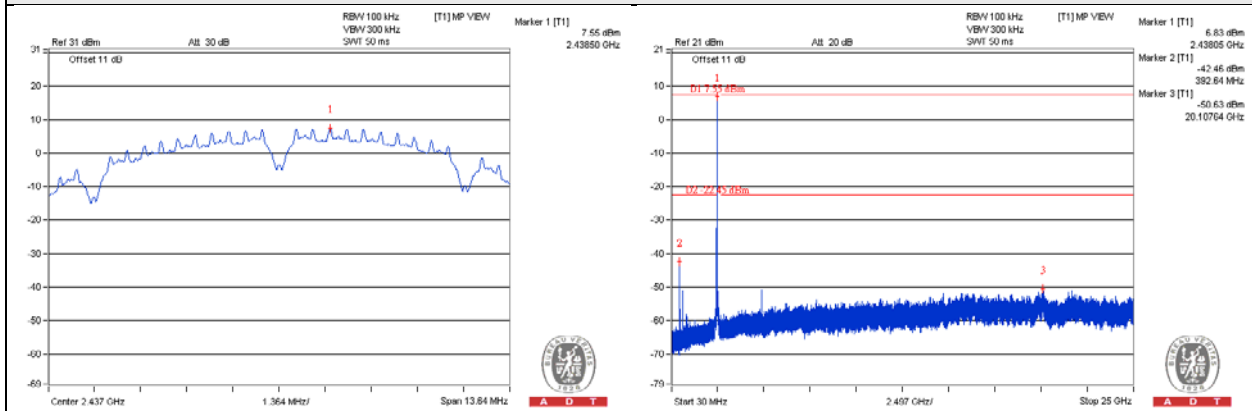 RBW 100 kHz
VBW 300 kHz
SWT 50 ms
[T1] MP VIEW
Marker 1 [T1]
7.55 dBm
2.43850 GHz
Ref 31 dBm
Att 30 dB
Offset 11 dB
31
20
10
0
-10
-20
-30
-40
-50
-60
-69
1
Center 2.437 GHz
1.364 MHz/
Span 13.64 MHz
BUREAU VERITAS
1828
A D T
RBW 100 kHz
VBW 300 kHz
SWT 50 ms
[T1] MP VIEW
Marker 1 [T1]
6.83 dBm
2.43805 GHz
Marker 2 [T1]
-42.46 dBm
392.64 MHz
Marker 3 [T1]
-50.63 dBm
20.10764 GHz
Ref 21 dBm
Att 20 dB
Offset 11 dB
21
10
0
-10
-20
-30
-40
-50
-60
-70
-79
1
D1 7.55 dBm
D2 -22.45 dBm
2
3
Start 30 MHz
2.497 GHz/
Stop 25 GHz
BUREAU VERITAS
1828
A D T